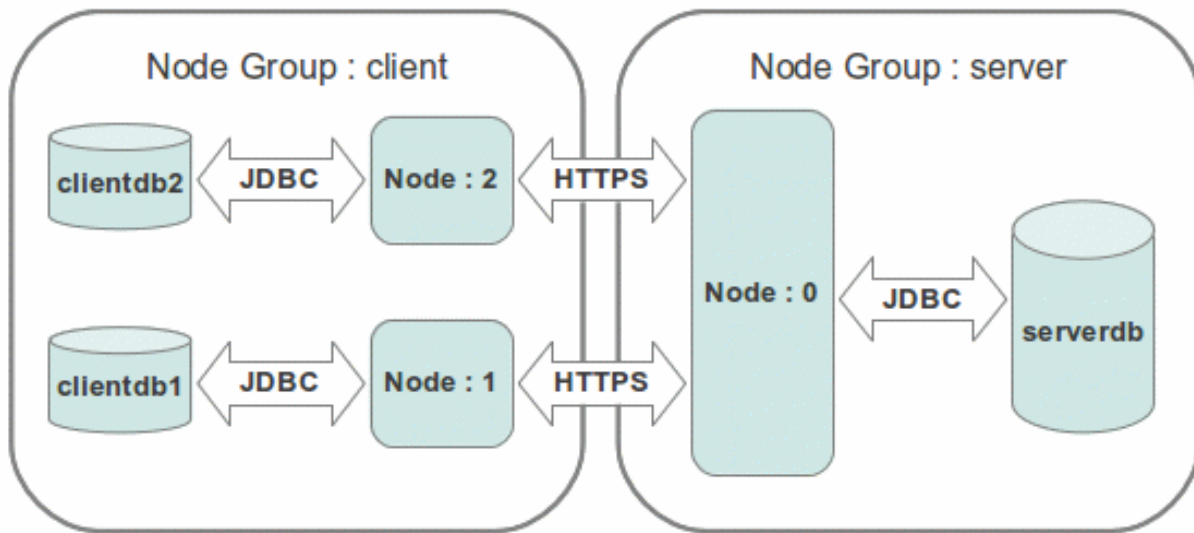 Node Group : client
clientdb2
JDBC
Node : 2
HTTPS
clientdb1
JDBC
Node : 1
HTTPS
Node Group : server
Node : 0
JDBC
serverdb